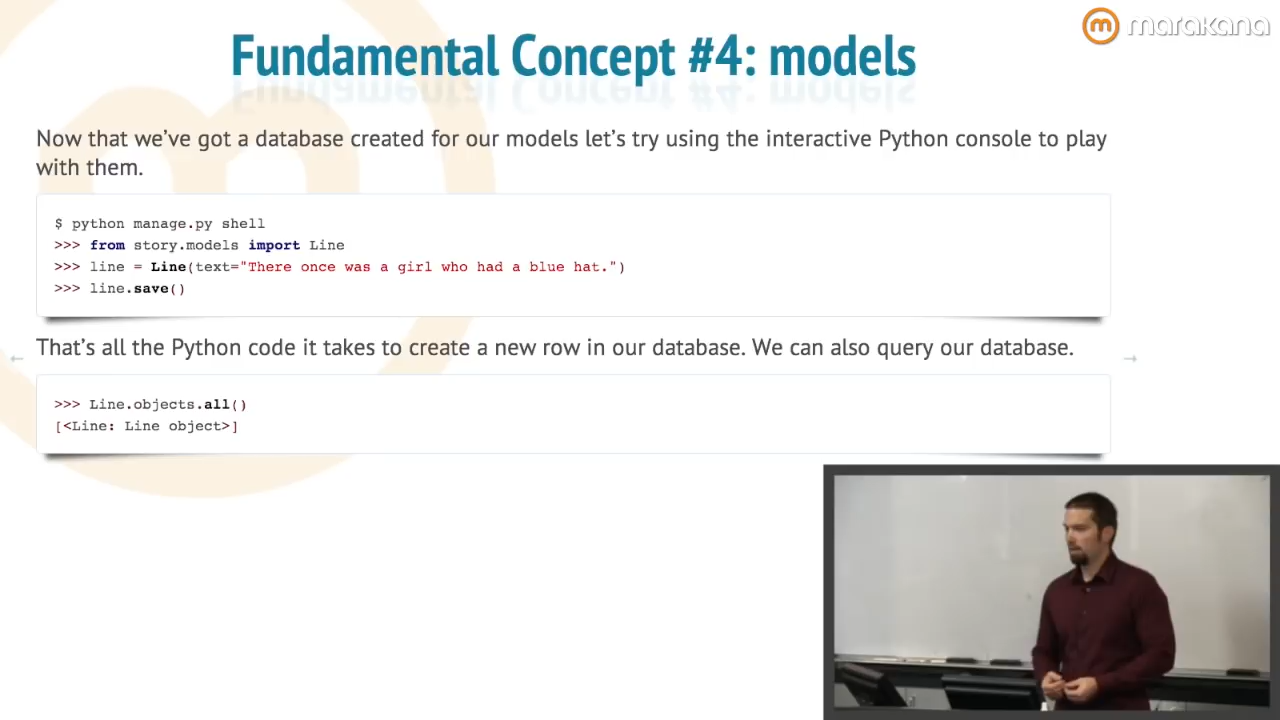 marakana
Fundamental Concept #4: models
Now that we've got a database created for our models let's try using the interactive Python console to play
with them.
$ python manage.py shell
>>> from story.models import Line
>>> line = Line(text="There once was a girl who had a blue hat.")
>>> line.save()
That's all the Python code it takes to create a new row in our database. We can also query our database.
>>> Line.objects.all()
[<Line: Line object>]